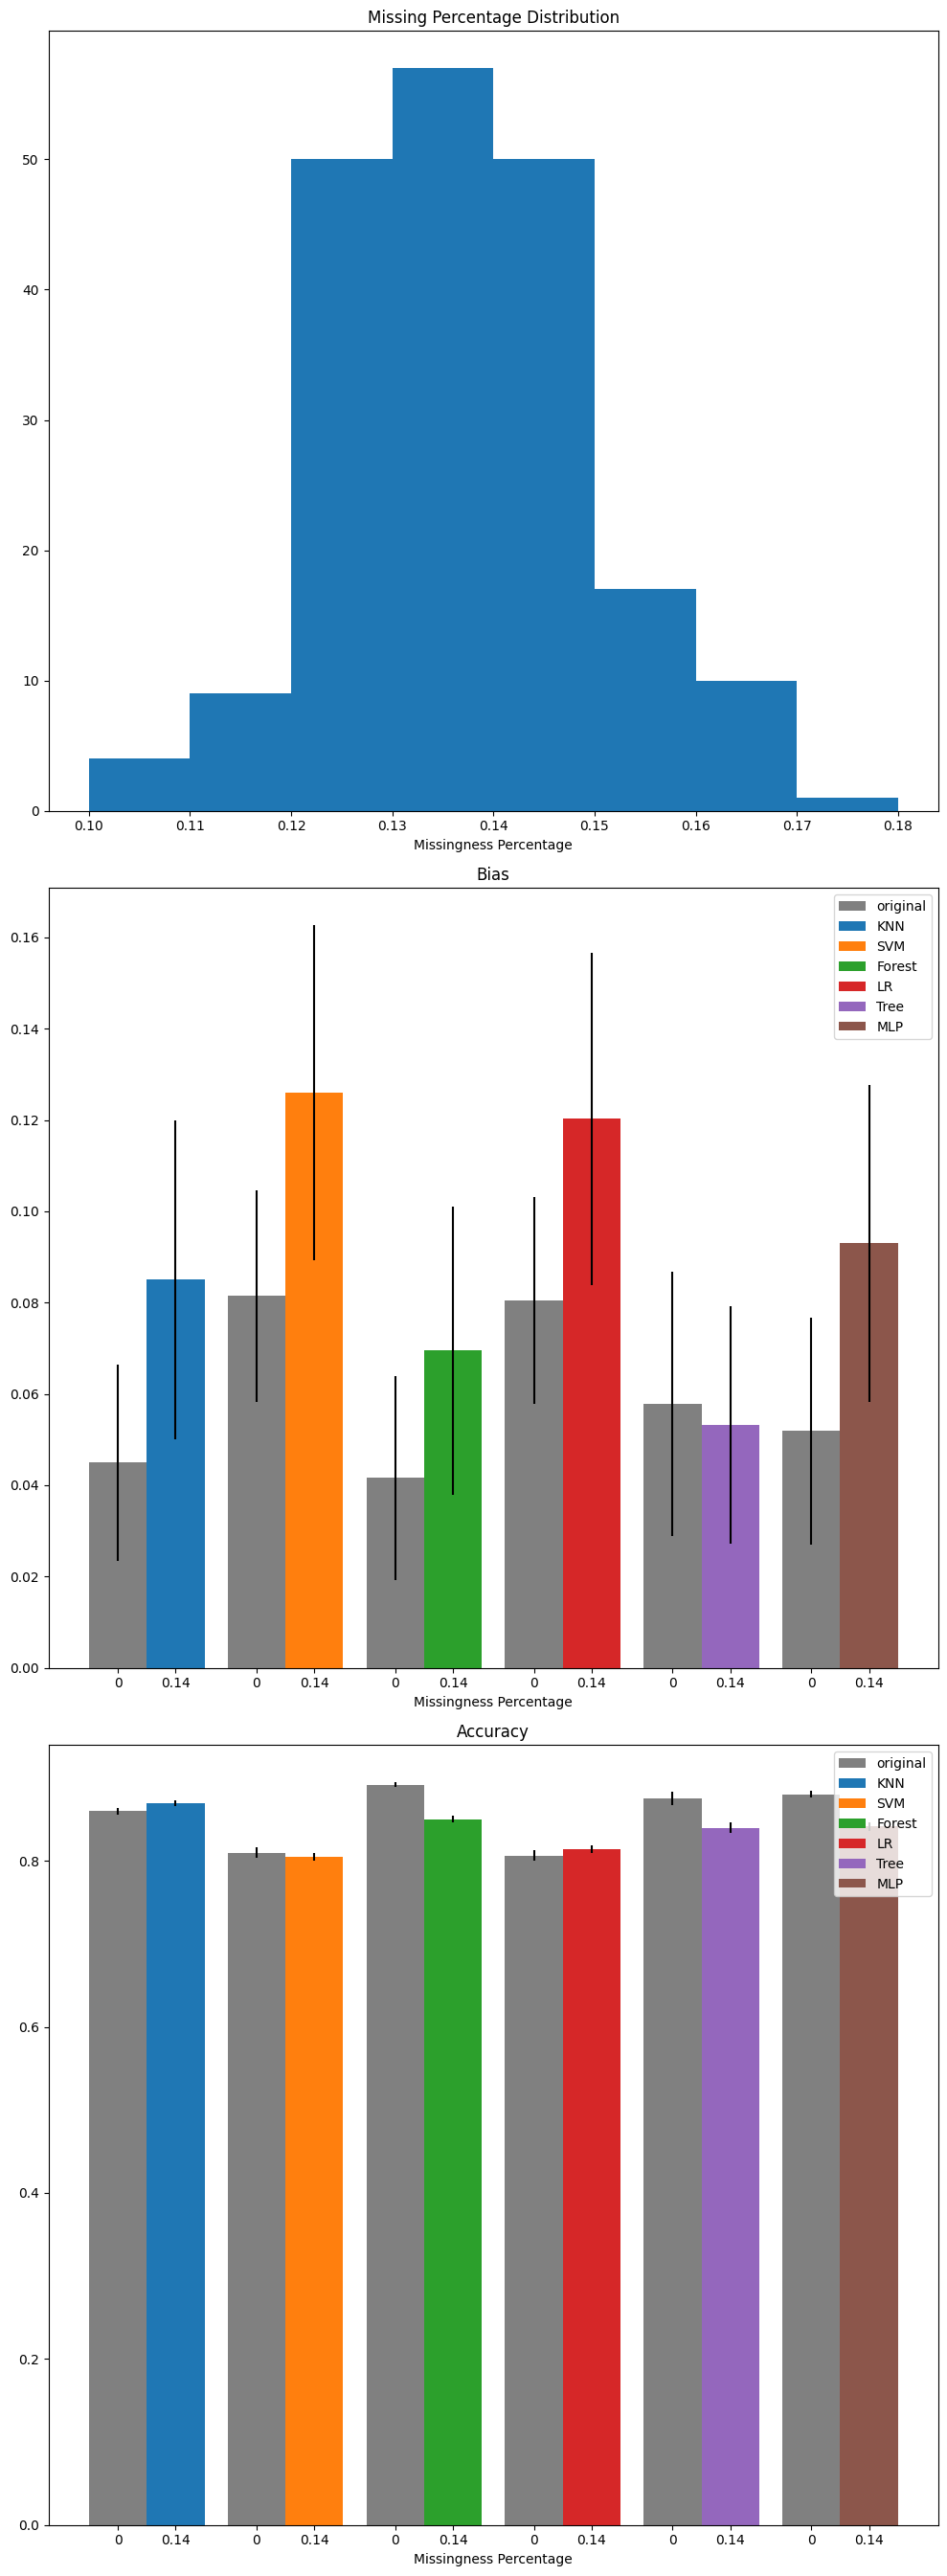 Missing Percentage Distribution
50
40
30
20
10
0
0.10 0.11 0.12 0.13 0.14 0.15 0.16 0.17 0.18
Missingness Percentage
Bias
0.16
0.14
0.12
0.10
0.08
0.06
0.04
0.02
0.00
original
KNN
SVM
Forest
LR
Tree
MLP
0 0.14 0 0.14 0 0.14 0 0.14 0 0.14 0 0.14
Missingness Percentage
Accuracy
0.8
0.6
0.4
0.2
0.0
original
KNN
SVM
Forest
LR
Tree
MLP
0 0.14 0 0.14 0 0.14 0 0.14 0 0.14 0 0.14
Missingness Percentage